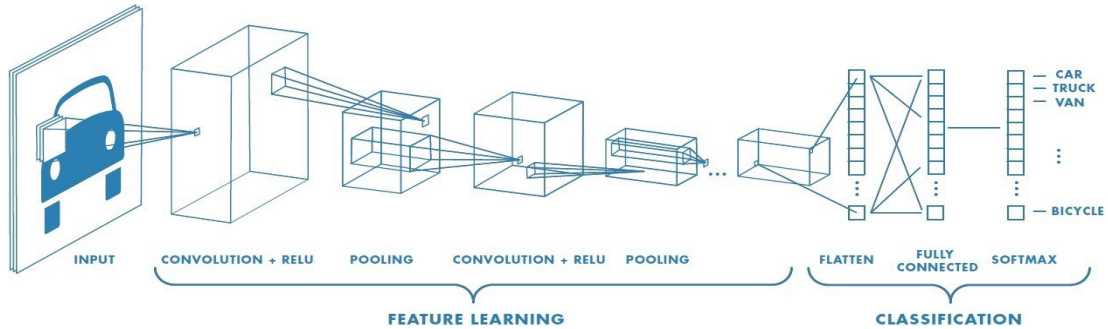 CAR
TRUCK
VAN
BICYCLE
INPUT
CONVOLUTION + RELU
POOLING
CONVOLUTION + RELU
POOLING
FLATTEN
FULLY
CONNECTED
SOFTMAX
FEATURE LEARNING
CLASSIFICATION